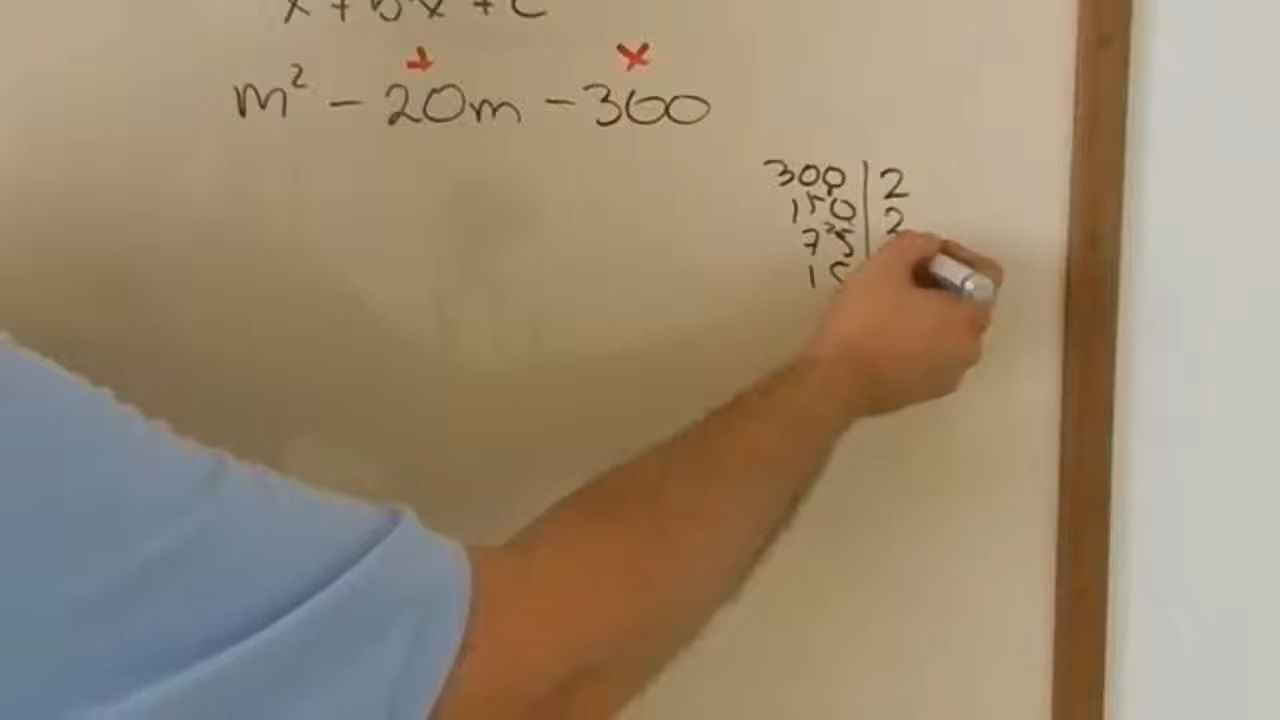 x + bx + c
+ ×
m² - 20m - 300
300 | 2
150 | 2
75
15